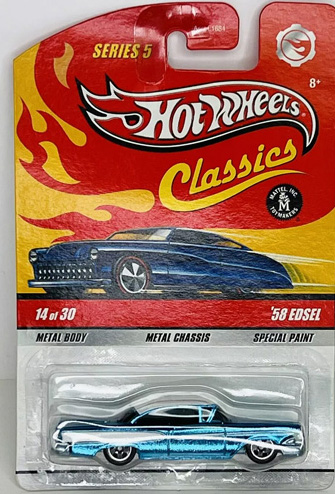 SERIES 5
8+
HOT WHEELS
Classics
MATTEL, INC.
M
TOYMAKERS
14 of 30
'58 EDSEL
METAL BODY METAL CHASSIS SPECIAL PAINT